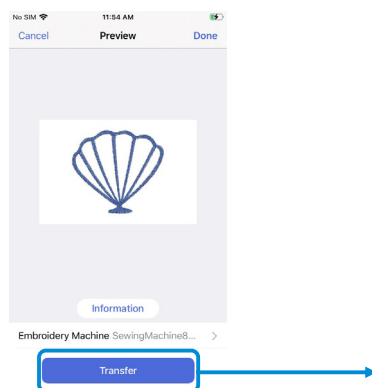 No SIM 11:54 AM
Cancel Preview Done
Information
Embroidery Machine SewingMachine8...
Transfer